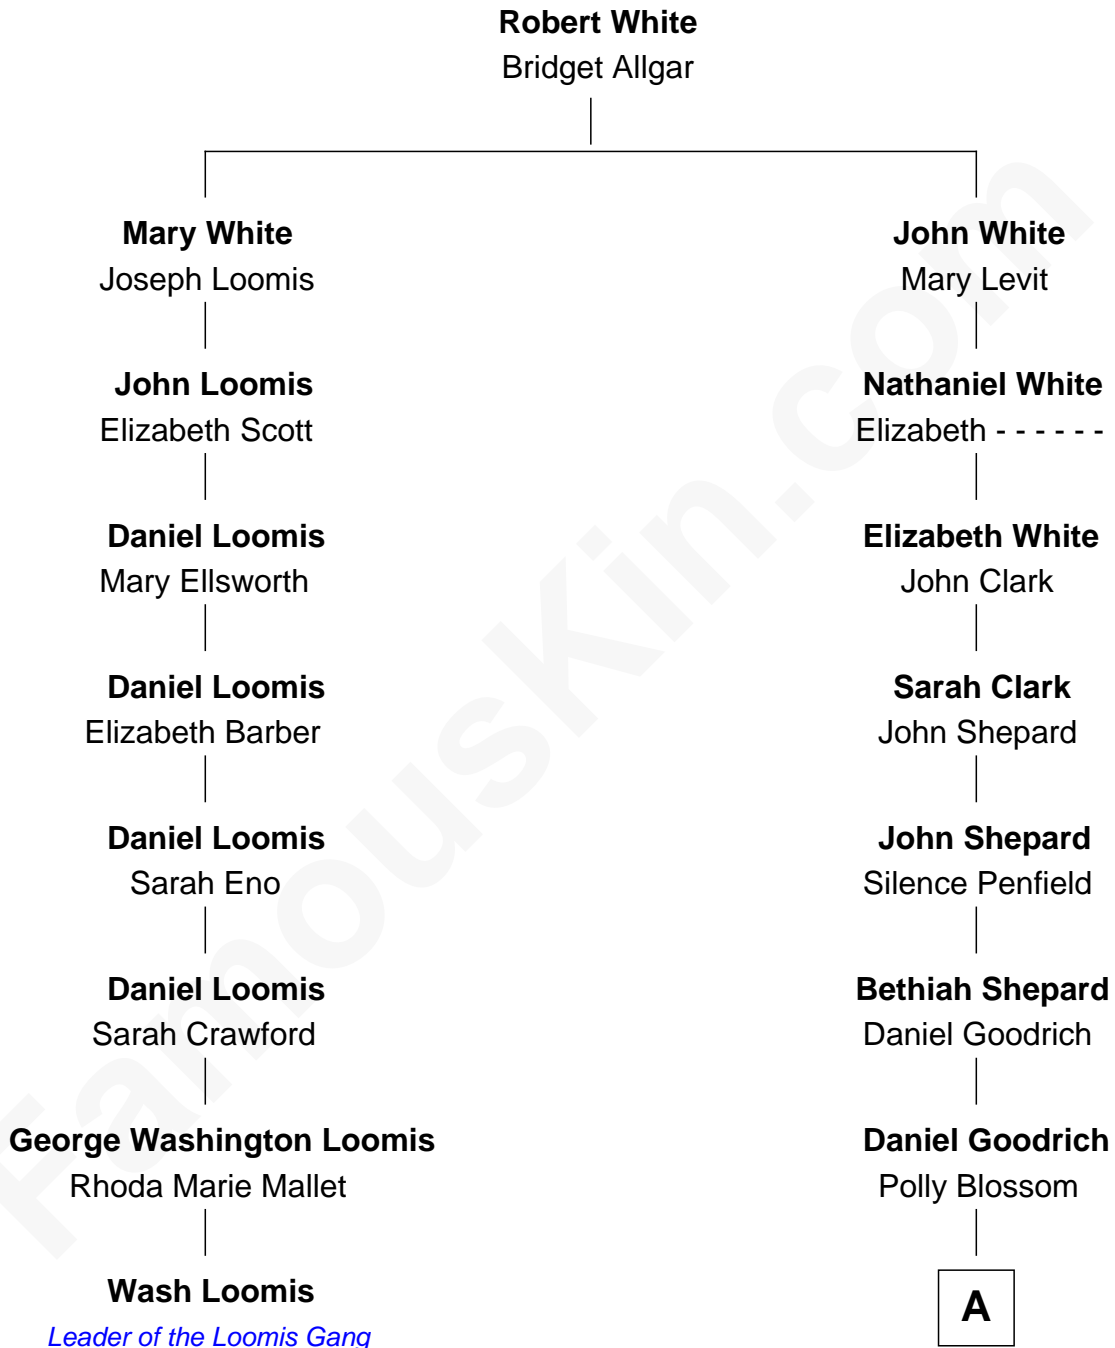 Robert White
Bridget Allgar
Mary White
Joseph Loomis
John White
Mary Levit
John Loomis
Elizabeth Scott
Nathaniel White
Elizabeth - - - - - -
Daniel Loomis
Mary Ellsworth
Elizabeth White
John Clark
Daniel Loomis
Elizabeth Barber
Sarah Clark
John Shepard
Daniel Loomis
Sarah Eno
John Shepard
Silence Penfield
Daniel Loomis
Sarah Crawford
Bethiah Shepard
Daniel Goodrich
George Washington Loomis
Rhoda Marie Mallet
Daniel Goodrich
Polly Blossom
Wash Loomis
Leader of the Loomis Gang
A
FamousKin.com